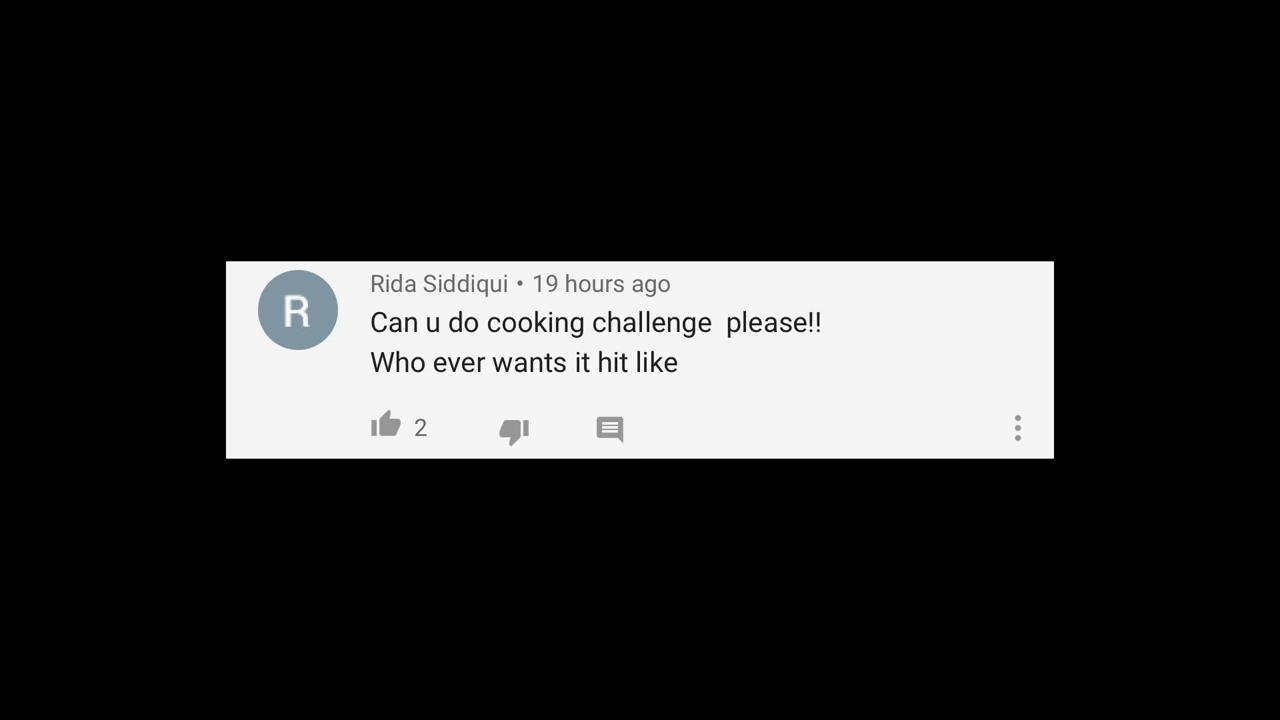 R
Rida Siddiqui • 19 hours ago
Can u do cooking challenge  please!!
Who ever wants it hit like
2